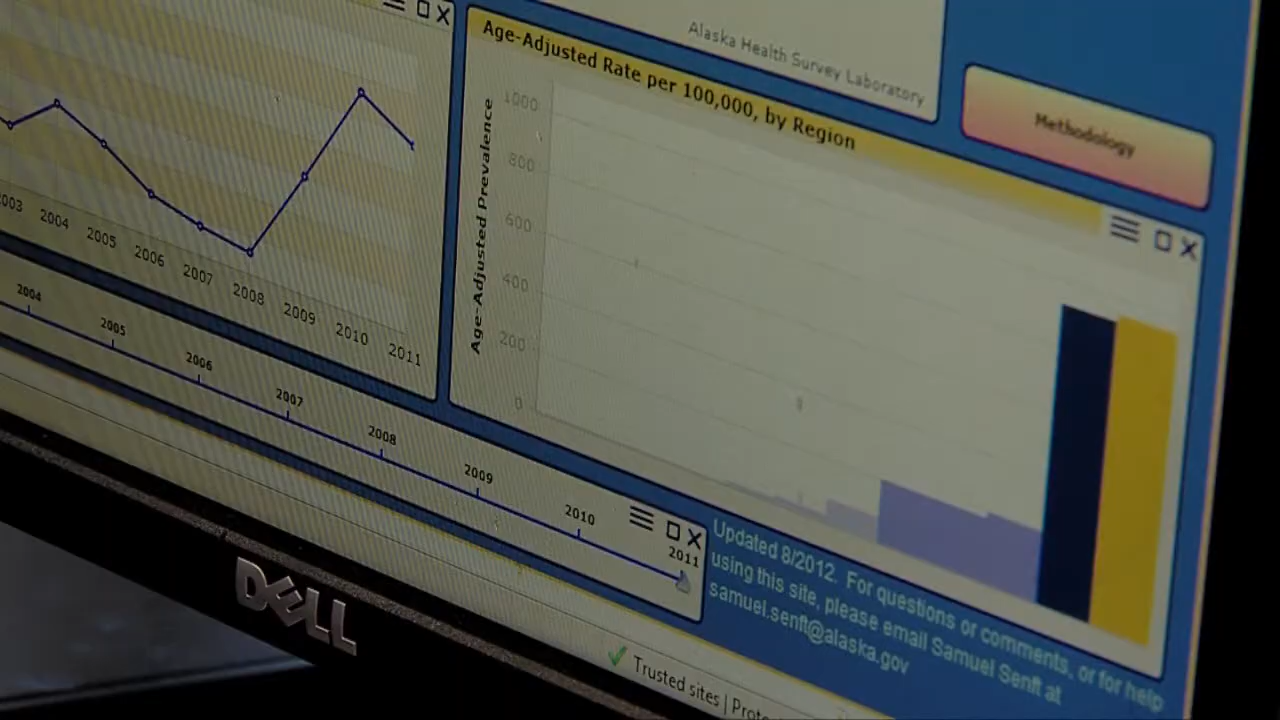 Alaska Health Survey Laboratory
Age-Adjusted Rate per 100,000, by Region
Methodology
Age-Adjusted Prevalence
1000
800
600
400
200
0
2003
2004
2005
2006
2007
2008
2009
2010
2011
2004
2005
2006
2007
2008
2009
2010
2011
Updated 8/2012. For questions or comments, or for help
using this site, please email Samuel Senft at
samuel.senft@alaska.gov
DELL
Trusted sites | Prote